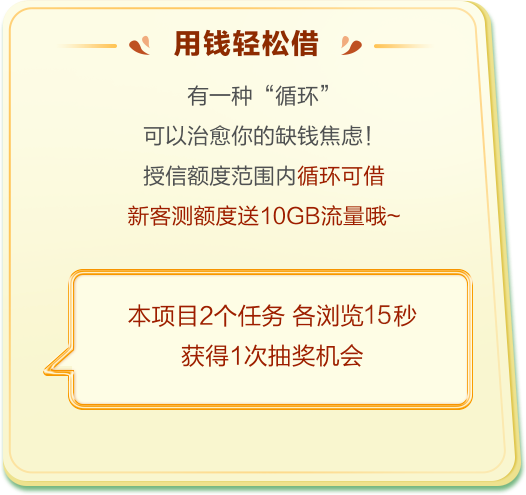 用钱轻松借
有一种“循环”
可以治愈你的缺钱焦虑！
授信额度范围内循环可借
新客测额度送10GB流量哦~
本项目2个任务 各浏览15秒
获得1次抽奖机会